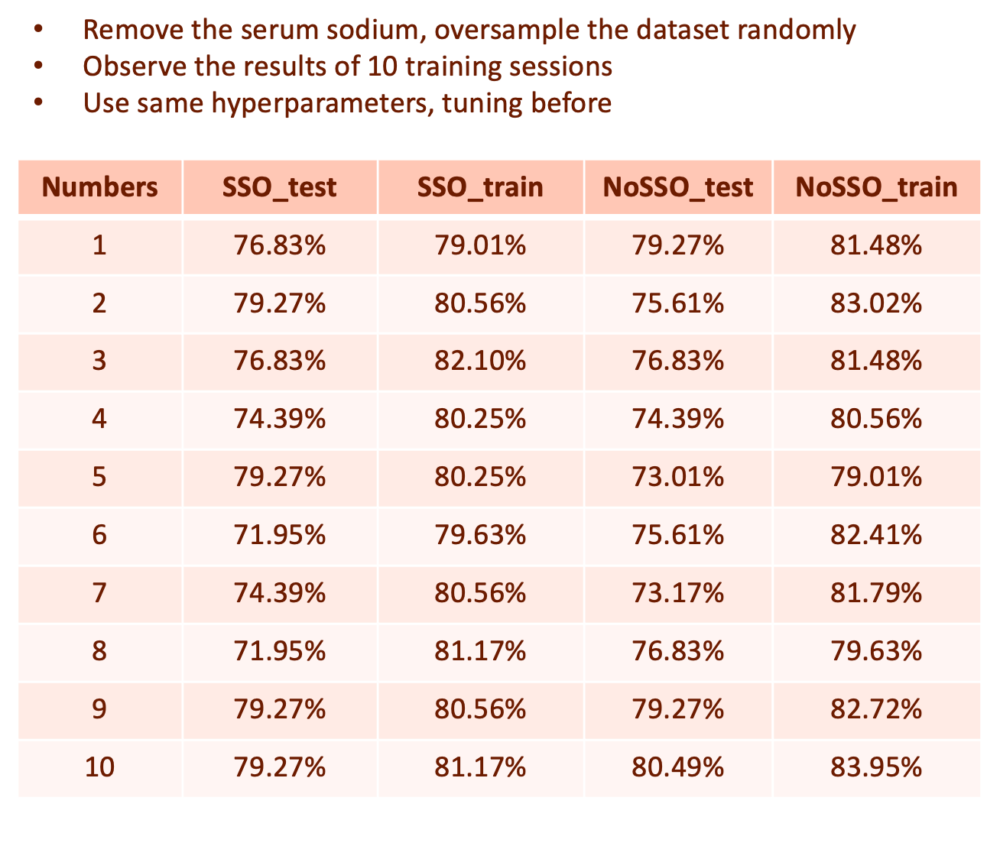 • Remove the serum sodium, oversample the dataset randomly
• Observe the results of 10 training sessions
• Use same hyperparameters, tuning before
Numbers SSO_test SSO_train NoSSO_test NoSSO_train
1 76.83% 79.01% 79.27% 81.48%
2 79.27% 80.56% 75.61% 83.02%
3 76.83% 82.10% 76.83% 81.48%
4 74.39% 80.25% 74.39% 80.56%
5 79.27% 80.25% 73.01% 79.01%
6 71.95% 79.63% 75.61% 82.41%
7 74.39% 80.56% 73.17% 81.79%
8 71.95% 81.17% 76.83% 79.63%
9 79.27% 80.56% 79.27% 82.72%
10 79.27% 81.17% 80.49% 83.95%